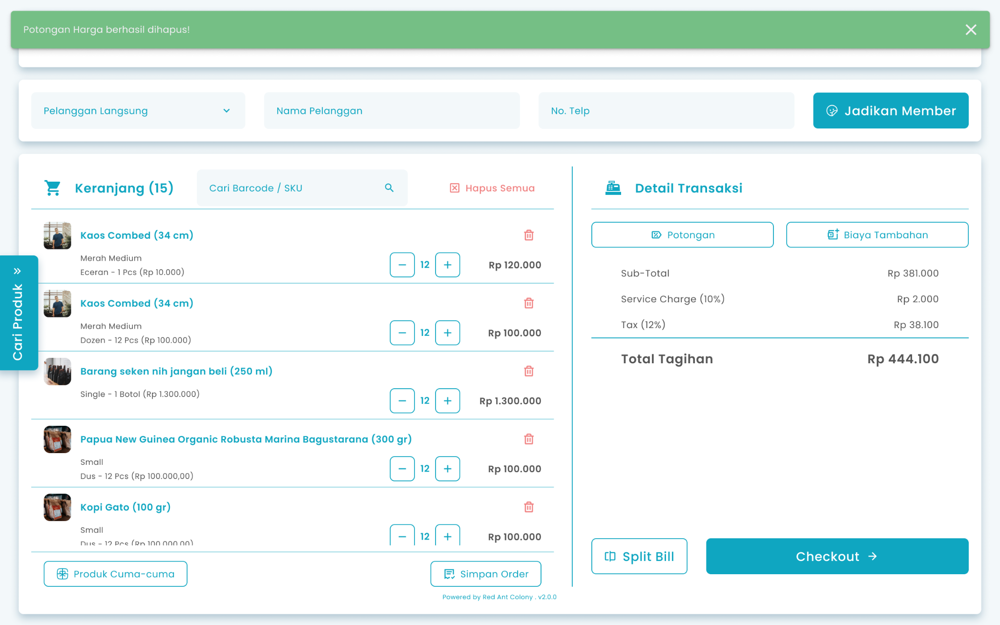 Potongan Harga berhasil dihapus!
Pelanggan Langsung
Nama Pelanggan
No. Telp
Jadikan Member
Keranjang (15)
Cari Barcode / SKU
Hapus Semua
Kaos Combed (34 cm)
Merah Medium
Eceran - 1 Pcs (Rp 10.000)
12
Rp 120.000
Kaos Combed (34 cm)
Merah Medium
Dozen - 12 Pcs (Rp 100.000)
12
Rp 100.000
Barang seken nih jangan beli (250 ml)
Single - 1 Botol (Rp 1.300.000)
12
Rp 1.300.000
Papua New Guinea Organic Robusta Marina Bagustarana (300 gr)
Small
Dus - 12 Pcs (Rp 100.000,00)
12
Rp 100.000
Kopi Gato (100 gr)
Small
Dus - 12 Pcs (Rp 100.000,00)
12
Rp 100.000
Produk Cuma-cuma
Simpan Order
Cari Produk
Detail Transaksi
Potongan
Biaya Tambahan
Sub-Total
Rp 381.000
Service Charge (10%)
Rp 2.000
Tax (12%)
Rp 38.100
Total Tagihan
Rp 444.100
Split Bill
Checkout
Powered by Red Ant Colony . v2.0.0